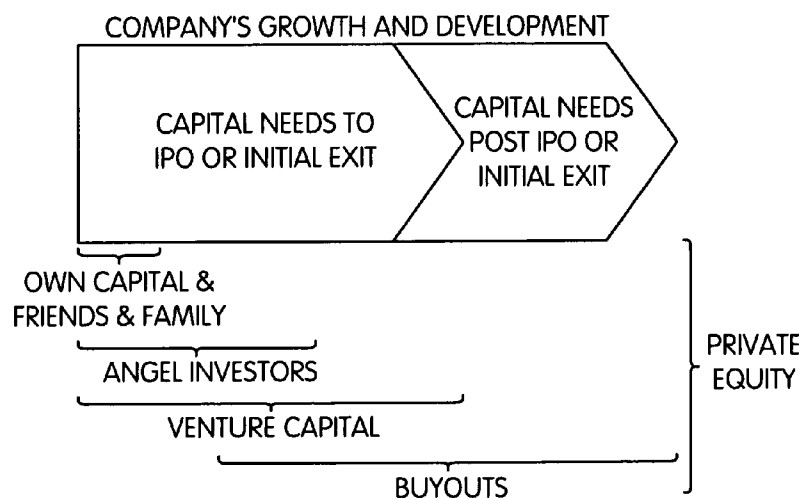 COMPANY'S GROWTH AND DEVELOPMENT
CAPITAL NEEDS TO
IPO OR INITIAL EXIT
CAPITAL NEEDS
POST IPO OR
INITIAL EXIT
OWN CAPITAL &
FRIENDS & FAMILY
ANGEL INVESTORS
VENTURE CAPITAL
BUYOUTS
PRIVATE
EQUITY